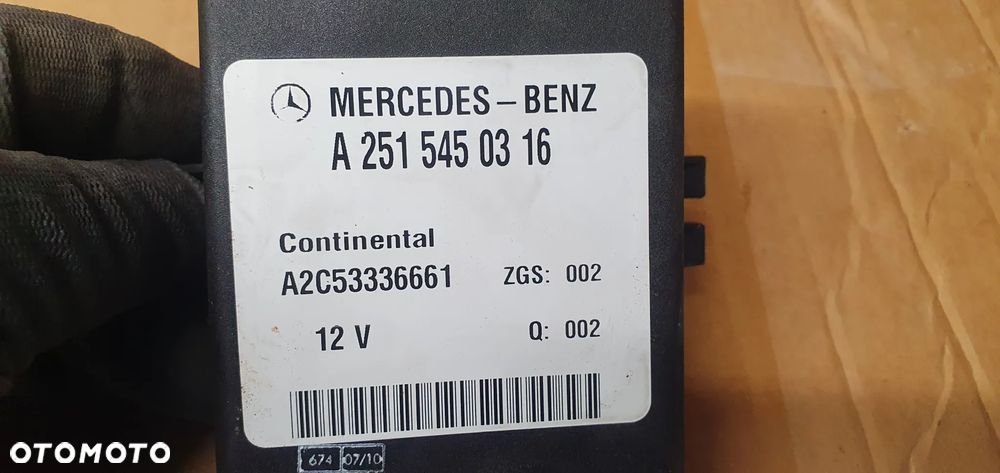 MERCEDES-BENZ
A 251 545 03 16
Continental
A2C53336661 ZGS: 002
12 V Q: 002
674 07/10
OTOMOTO